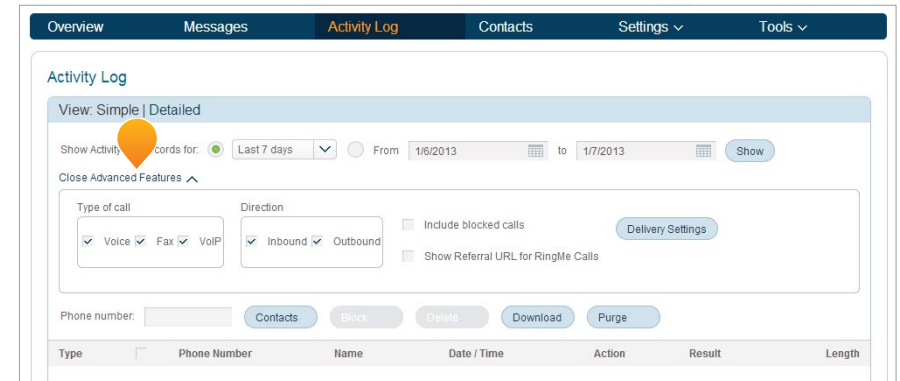 Overview Messages Activity Log Contacts Settings Tools
Activity Log
View: Simple | Detailed
Show Activity cords for: Last 7 days From 1/6/2013 to 1/7/2013 Show
Close Advanced Features
Type of call Direction
Include blocked calls
Voice Fax VoIP Inbound Outbound Delivery Settings
Show Referral URL for RingMe Calls
Phone number: Contacts Block Delete Download Purge
Type Phone Number Name Date / Time Action Result Length